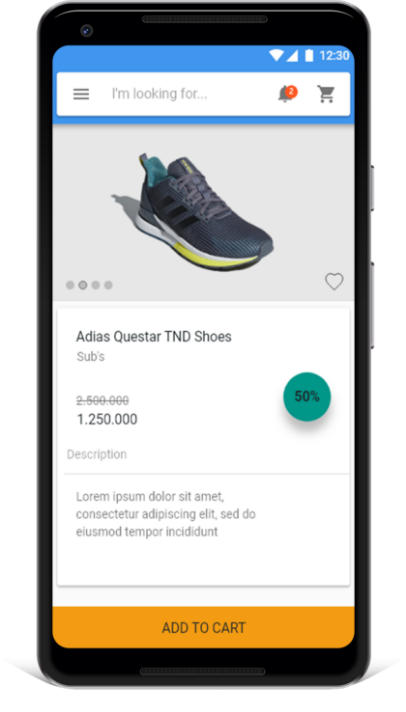 12:30
I'm looking for...
2
Adias Questar TND Shoes
Sub's
2.500.000
1.250.000
50%
Description
Lorem ipsum dolor sit amet,
consectetur adipiscing elit, sed do
eiusmod tempor incididunt
ADD TO CART